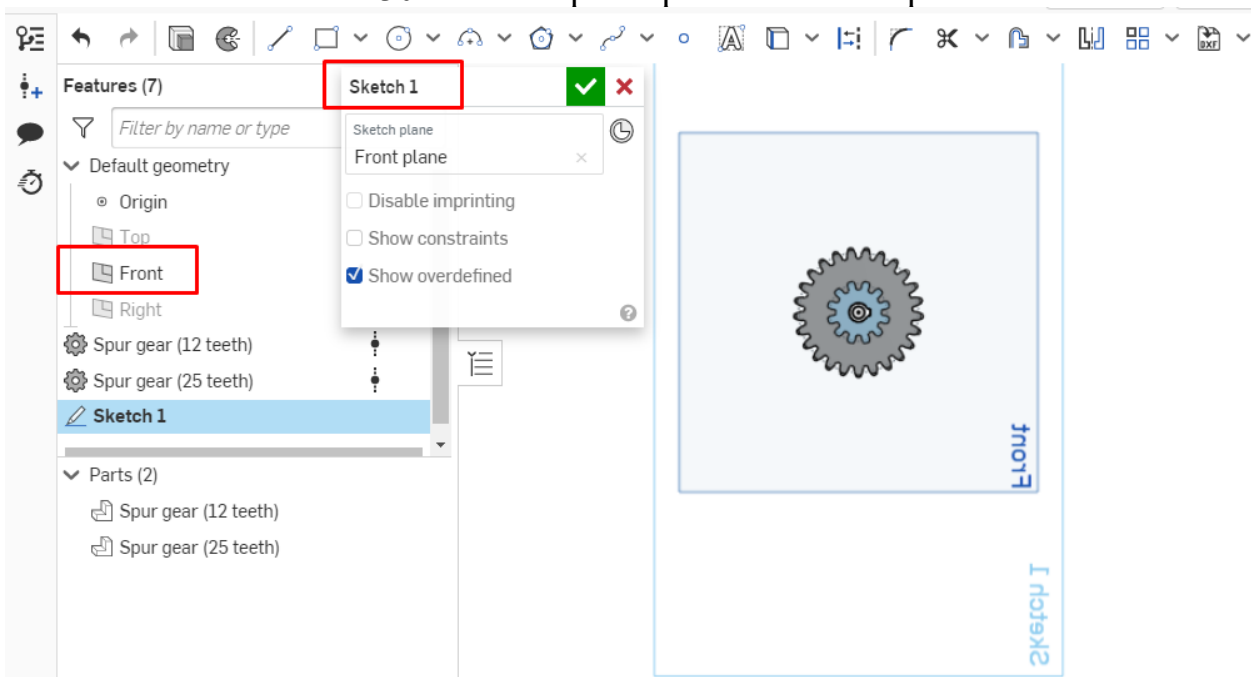 DXF
Features (7)
Filter by name or type
Default geometry
Origin
Top
Front
Right
Spur gear (12 teeth)
Spur gear (25 teeth)
Sketch 1
Parts (2)
Spur gear (12 teeth)
Spur gear (25 teeth)
Sketch 1
Sketch plane
Front plane
Disable imprinting
Show constraints
Show overdefined
Front
Sketch 1